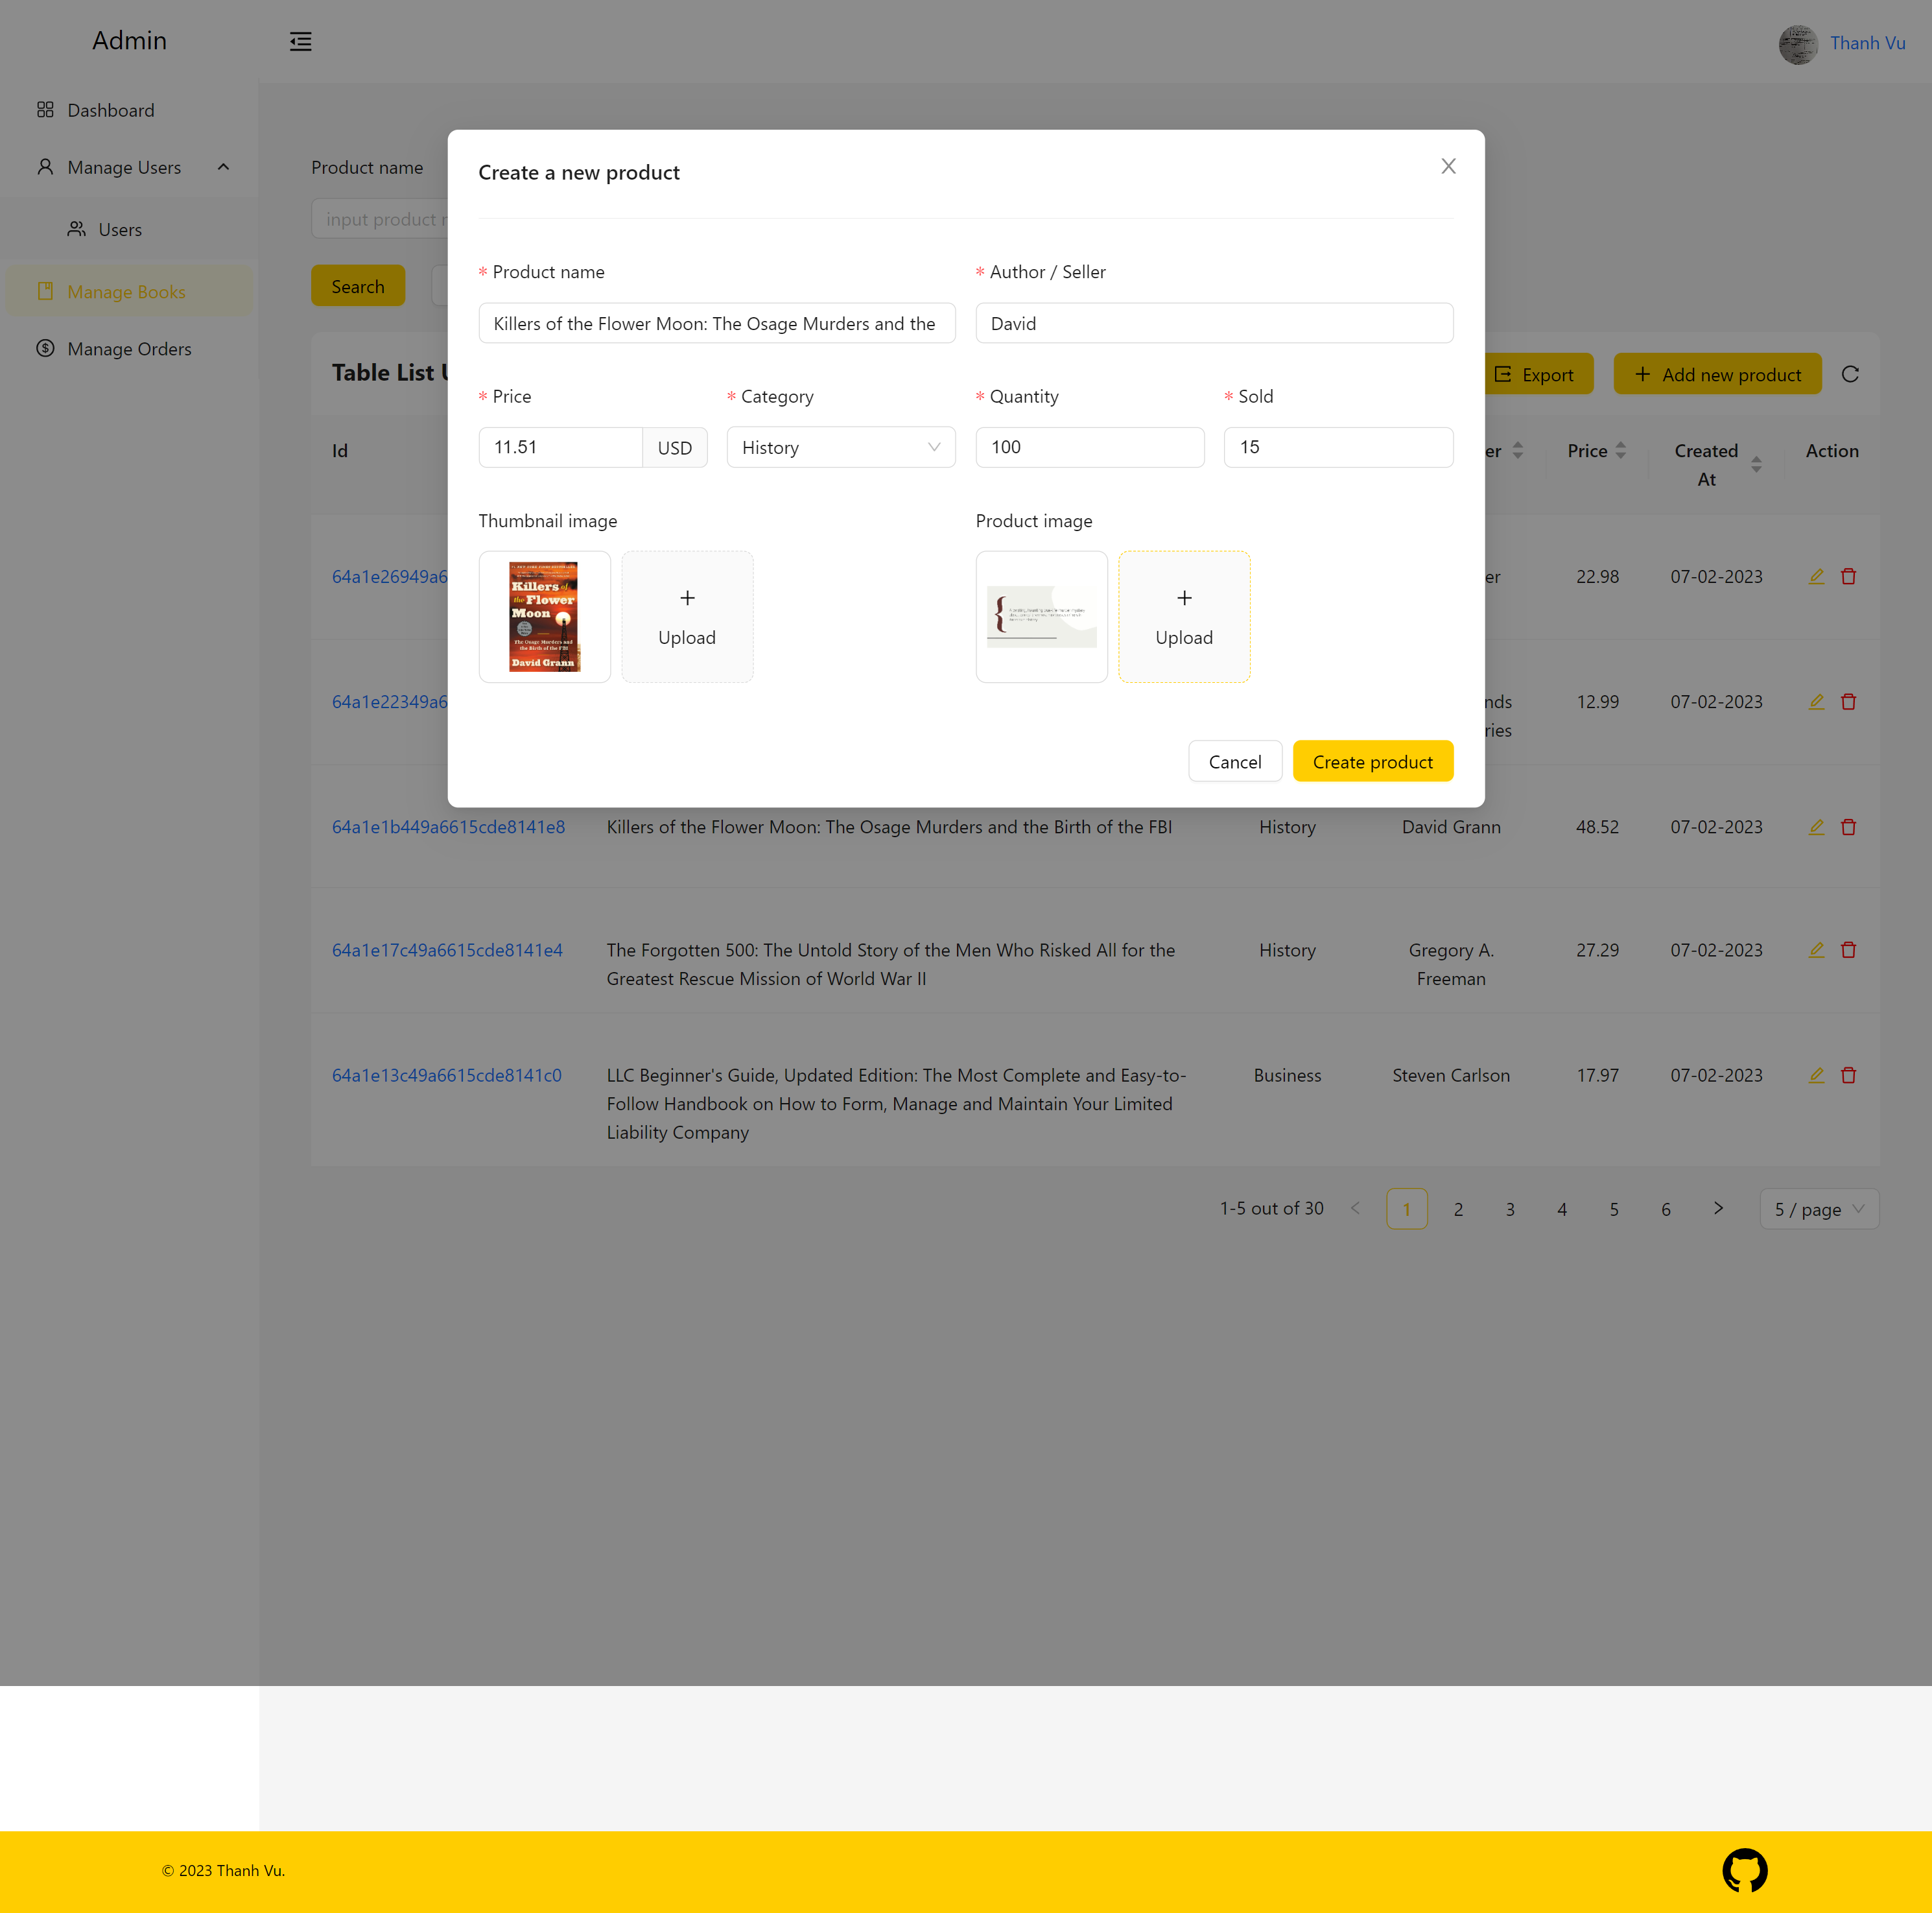 Admin
Thanh Vu
Dashboard
Manage Users
Users
Manage Books
Manage Orders
Product name
input product
Search
Table List
Export
Add new product
Create a new product
* Product name
* Author / Seller
Killers of the Flower Moon: The Osage Murders and the
David
* Price
* Category
* Quantity
* Sold
11.51 USD
History
100
15
Thumbnail image
Product image
Killers of
the Flower
Moon
The Osage Murders and
the Birth of the FBI
David Grann
Upload
Upload
Cancel
Create product
Id
er
Price
Created
At
Action
64a1e26949a6
er
22.98
07-02-2023
64a1e22349a6
nds
ries
12.99
07-02-2023
64a1e1b449a6615cde8141e8
Killers of the Flower Moon: The Osage Murders and the Birth of the FBI
History
David Grann
48.52
07-02-2023
64a1e17c49a6615cde8141e4
The Forgotten 500: The Untold Story of the Men Who Risked All for the
Greatest Rescue Mission of World War II
History
Gregory A.
Freeman
27.29
07-02-2023
64a1e13c49a6615cde8141c0
LLC Beginner's Guide, Updated Edition: The Most Complete and Easy-to-
Follow Handbook on How to Form, Manage and Maintain Your Limited
Liability Company
Business
Steven Carlson
17.97
07-02-2023
1-5 out of 30
1
2
3
4
5
6
5 / page
© 2023 Thanh Vu.